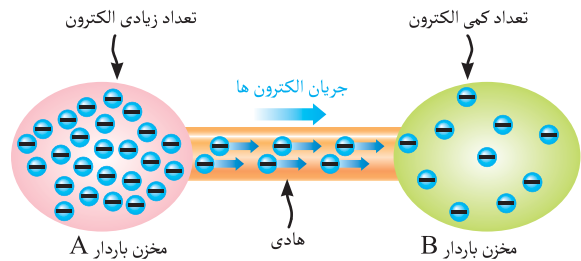 تعداد کمی الکترون
تعداد زیادی الکترون
جریان الکترون ها
هادی
مخزن باردار B
مخزن باردار A